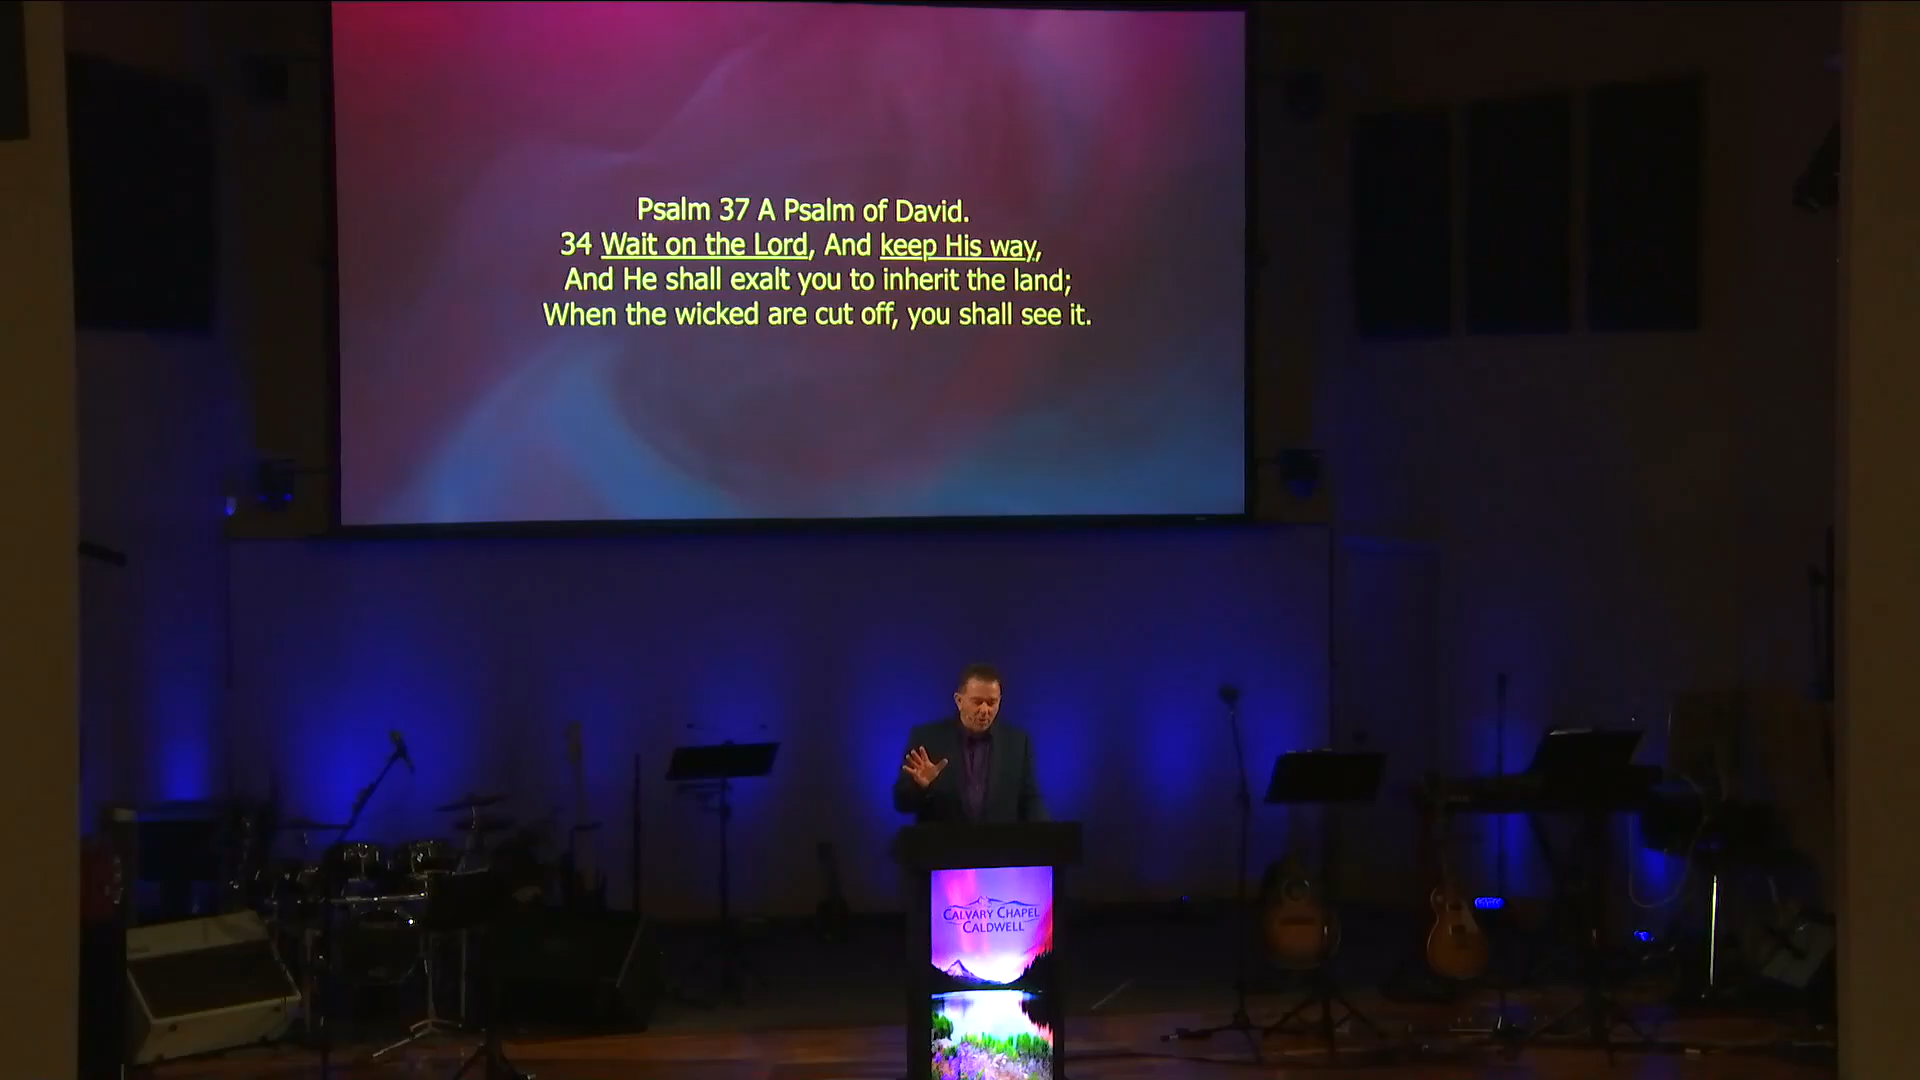 Psalm 37 A Psalm of David.
34 Wait on the Lord, And keep His way,
And He shall exalt you to inherit the land;
When the wicked are cut off, you shall see it.
CALVARY CHAPEL
CALDWELL